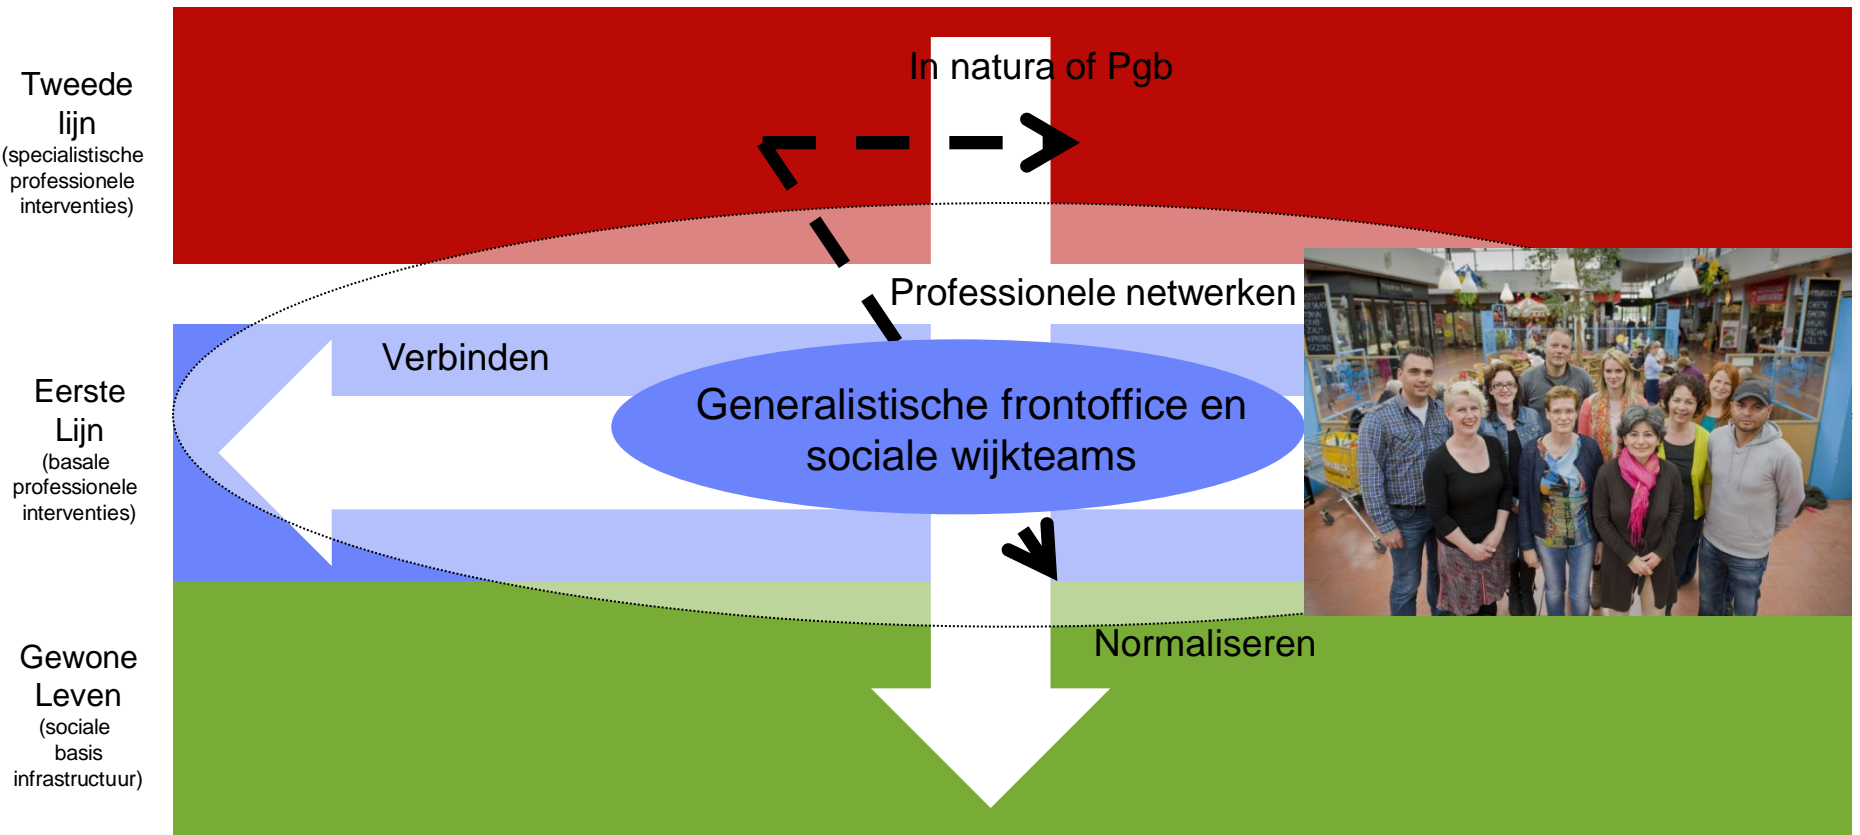 Tweede
lijn
(specialistische
professionele
interventies)
In natura of Pgb
Professionele netwerken
Verbinden
Eerste
Lijn
(basale
professionele
interventies)
Generalistische frontoffice en
sociale wijkteams
Normaliseren
Gewone
Leven
(sociale
basis
infrastructuur)